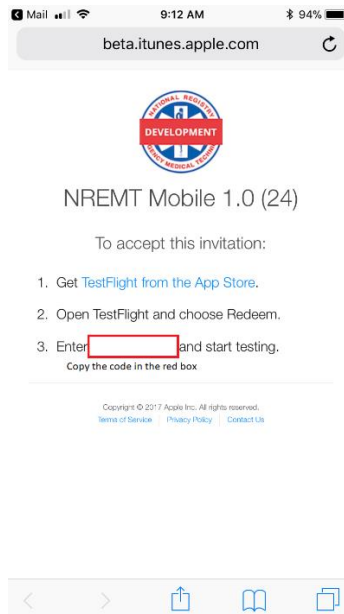 Mail 9:12 AM 94%
beta.itunes.apple.com
NATIONAL REGISTRY
DEVELOPMENT
NREMT Mobile 1.0 (24)
To accept this invitation:
1. Get TestFlight from the App Store.
2. Open TestFlight and choose Redeem.
3. Enter and start testing.
Copy the code in the red box
Copyright © 2017 Apple Inc. All rights reserved.
Terms of Service Privacy Policy Contact Us